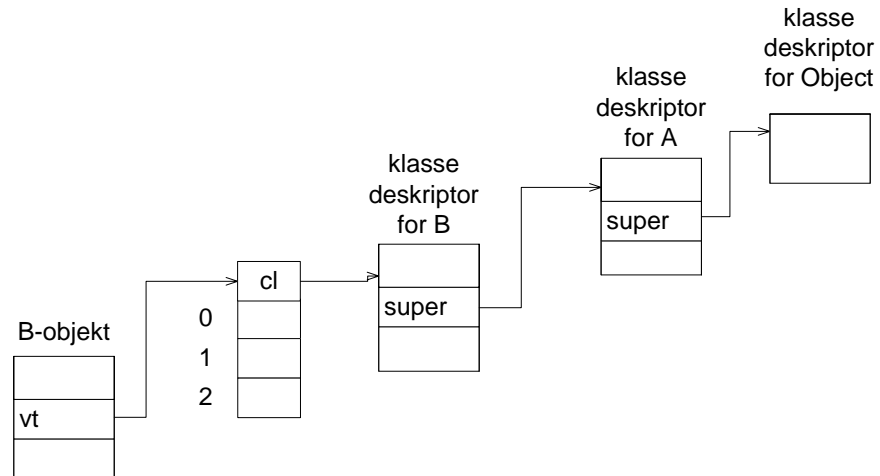 klasse
deskriptor
for Object
klasse
deskriptor
for A
super
klasse
deskriptor
for B
super
cl
0
1
2
B-objekt
vt